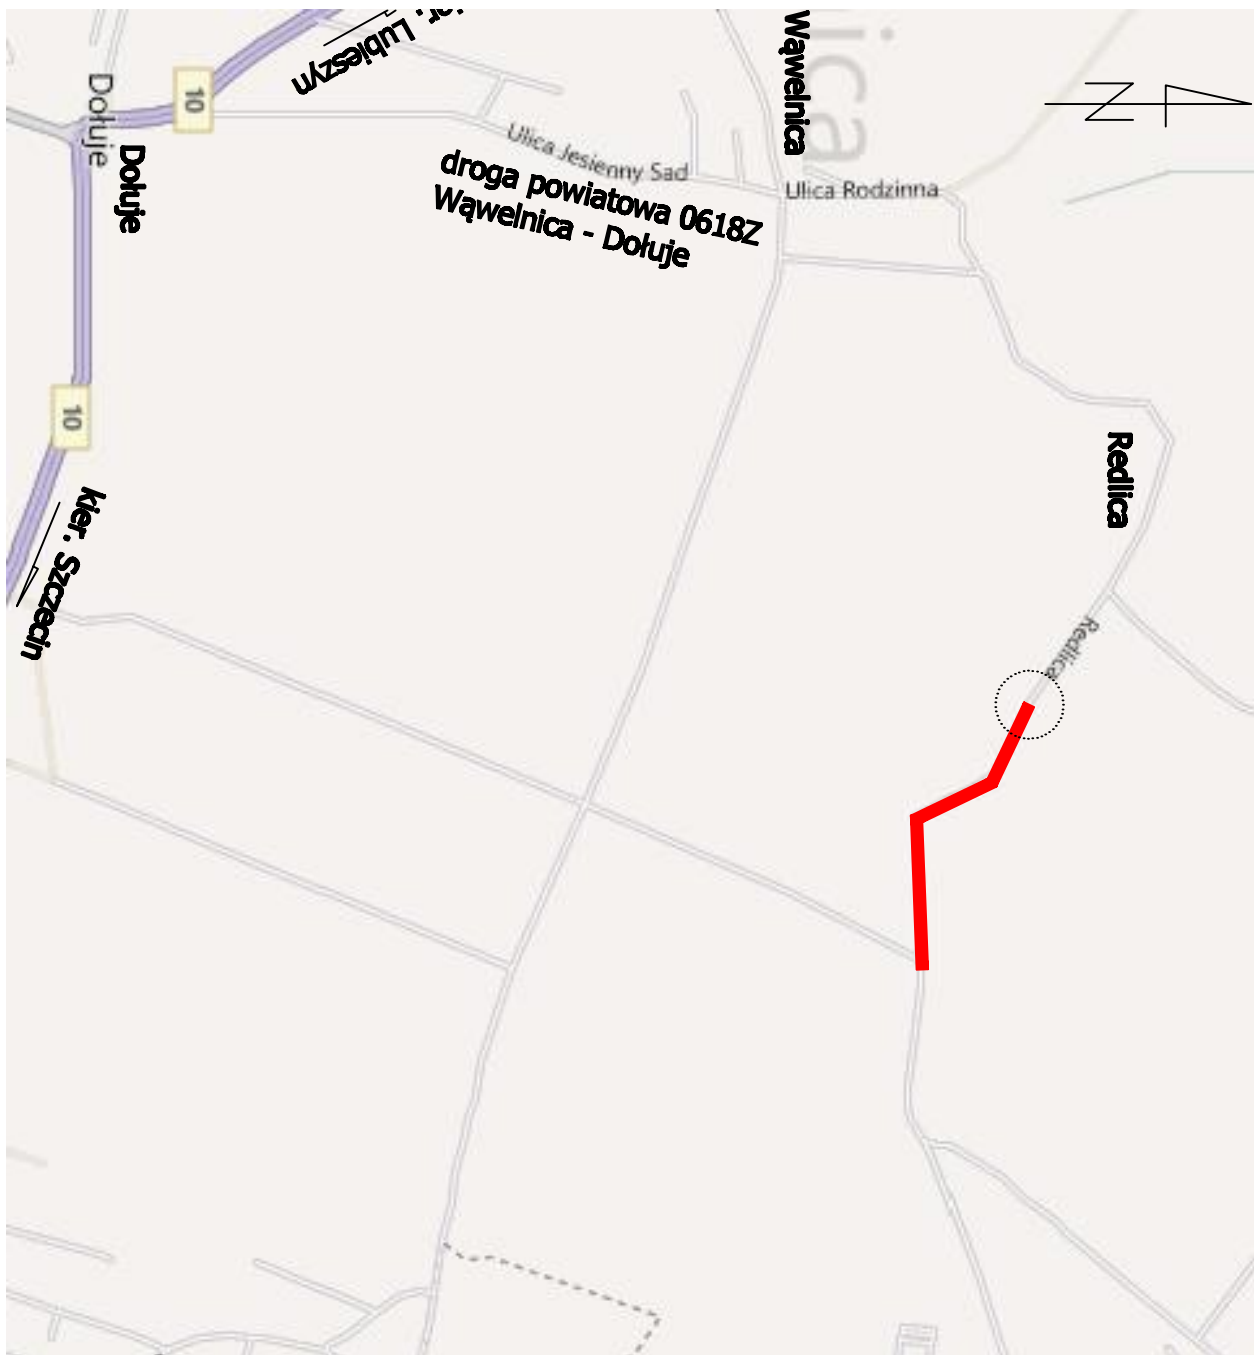 Lubieszyn
Wąwelnica
ica
N
10
Dołuje
Dołuje
Ulica Jesienny Sad
droga powiatowa 0618Z
Wąwelnica - Dołuje
Ulica Rodzinna
10
Redlica
kier. Szczecin
Redlica